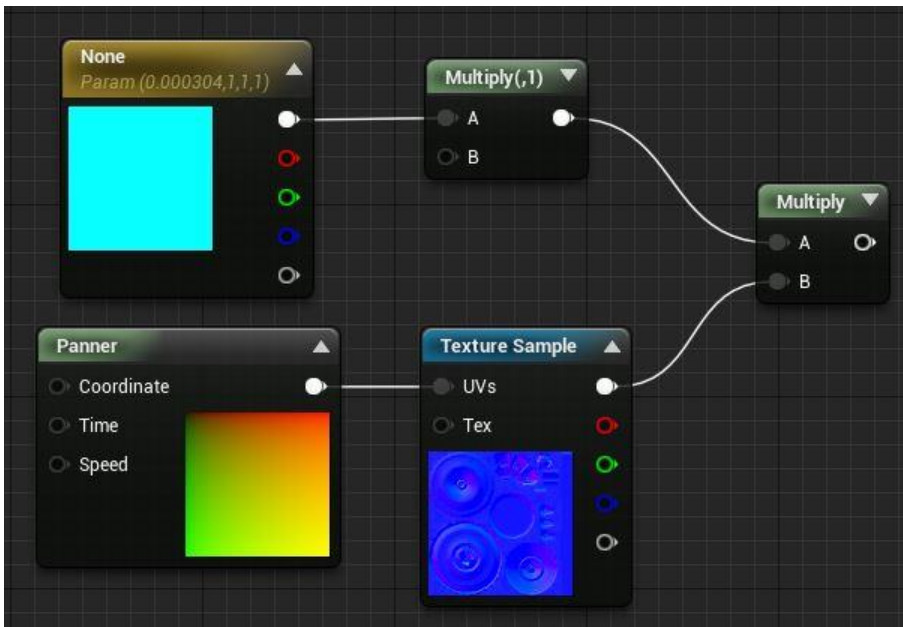 None
Param (0.000304,1,1,1)
Multiply(,1)
A
B
Multiply
A
B
Panner
Coordinate
Time
Speed
Texture Sample
UVs
Tex